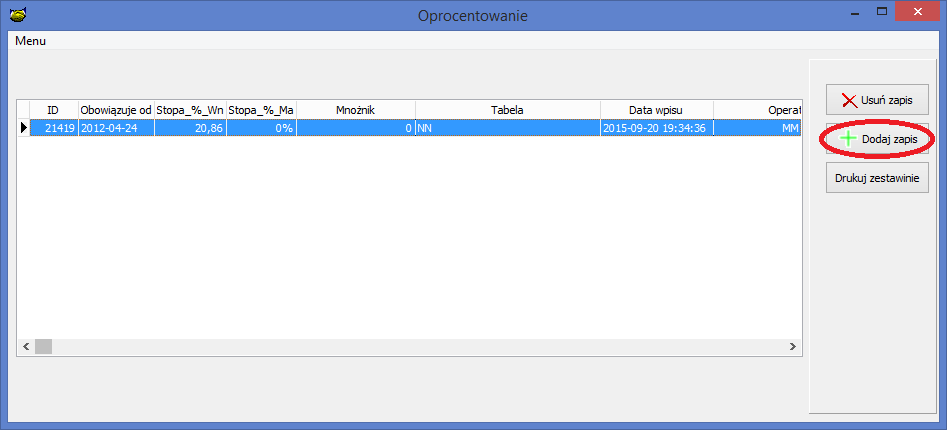 Oprocentowanie
Menu
ID Obowiązuje od Stopa_%_Wn Stopa_%_Ma Mnożnik Tabela Data wpisu Operat
21419 2012-04-24 20,86 0% 0 NN 2015-09-20 19:34:36 MM
Usuń zapis
Dodaj zapis
Drukuj zestawinie